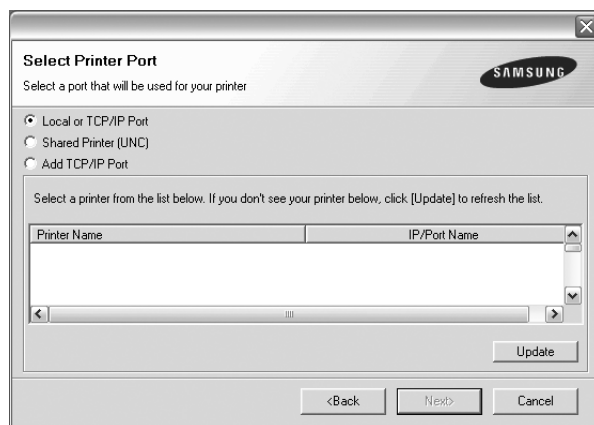 Select Printer Port
Select a port that will be used for your printer
SAMSUNG
Local or TCP/IP Port
Shared Printer (UNC)
Add TCP/IP Port
Select a printer from the list below. If you don't see your printer below, click [Update] to refresh the list.
Printer Name IP/Port Name
Update
<Back Next> Cancel